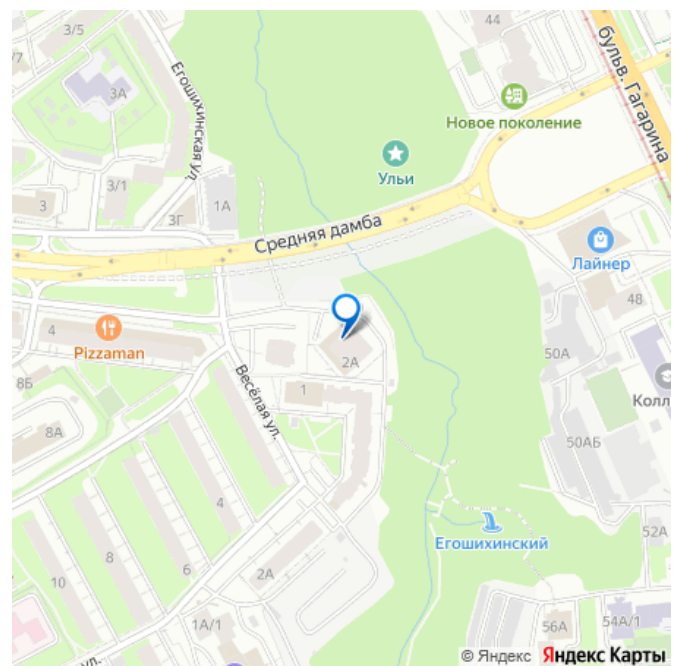 44
3/5
/7
3А
Егошихинская ул.
бульв. Гагарина
Новое поколение
Ульи
3/1
3
3Г
1А
Средняя дамба
Лайнер
48
4
Pizzaman
2А
50А
8Б
1
Весёлая ул.
Колл
8А
50АБ
4
8
6
10
Егошихинский
52А
2А
1А/1
56А
54А/1
ул.
© Яндекс Яндекс Карты